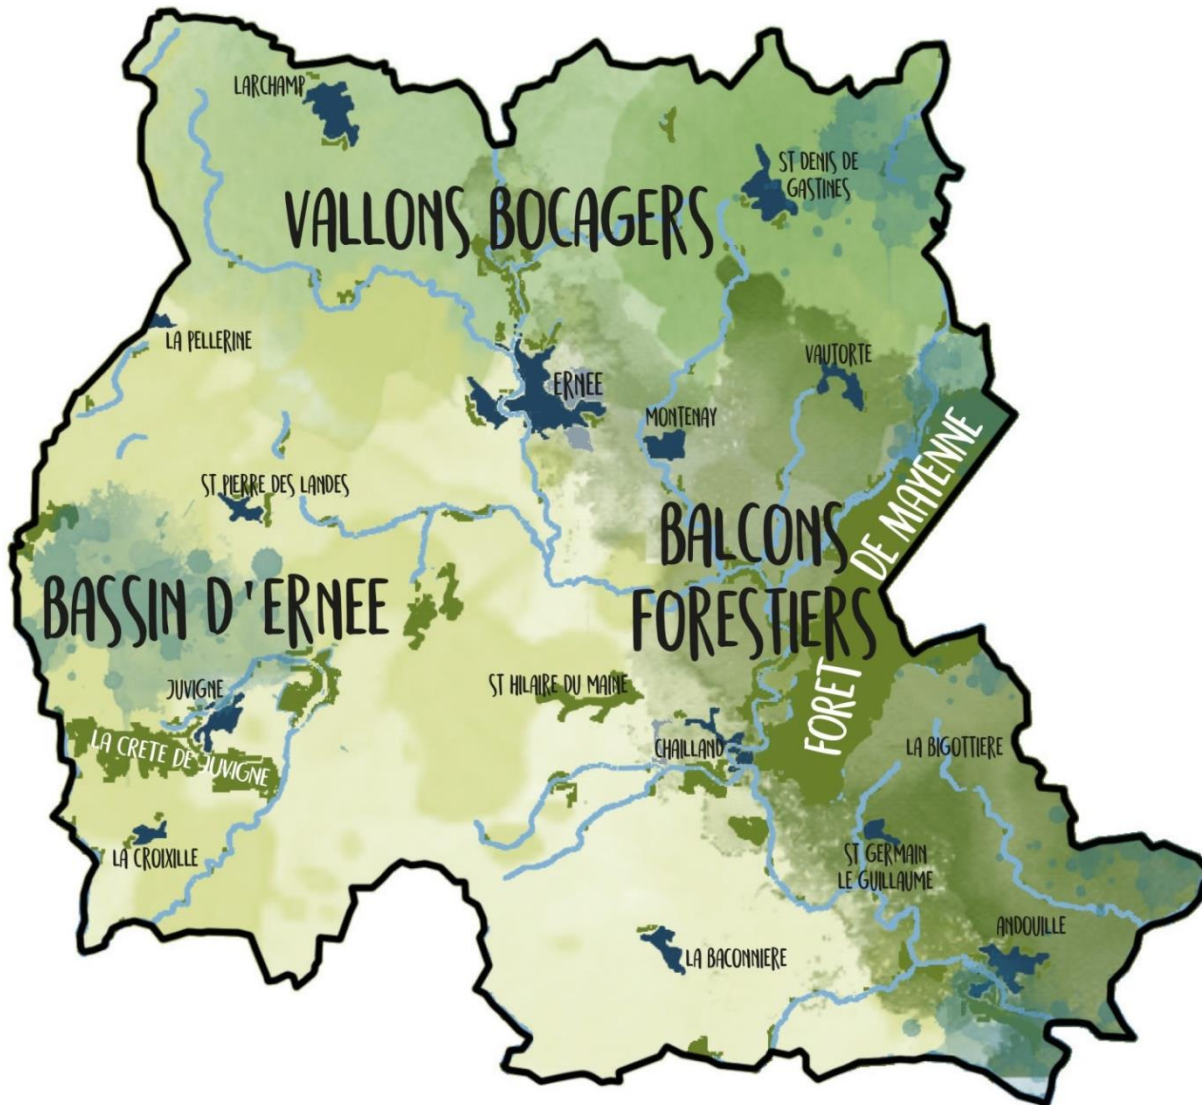 LARCHAMP
ST DENIS DE
GASTINES
VALLONS BOCAGERS
LA PELLERINE
VAUTORTE
ERNEE
MONTENAY
ST PIERRE DES LANDES
BALCONS
FORESTIERS
FORET DE MAYENNE
BASSIN D'ERNEE
JUVIGNE
ST HILAIRE DU MAINE
LA CRETE DE JUVIGNE
CHAILLAND
LA BIGOTTIERE
LA CROIXILLE
ST GERMAIN
LE GUILLAUME
ANDOUILLE
LA BACONNIERE